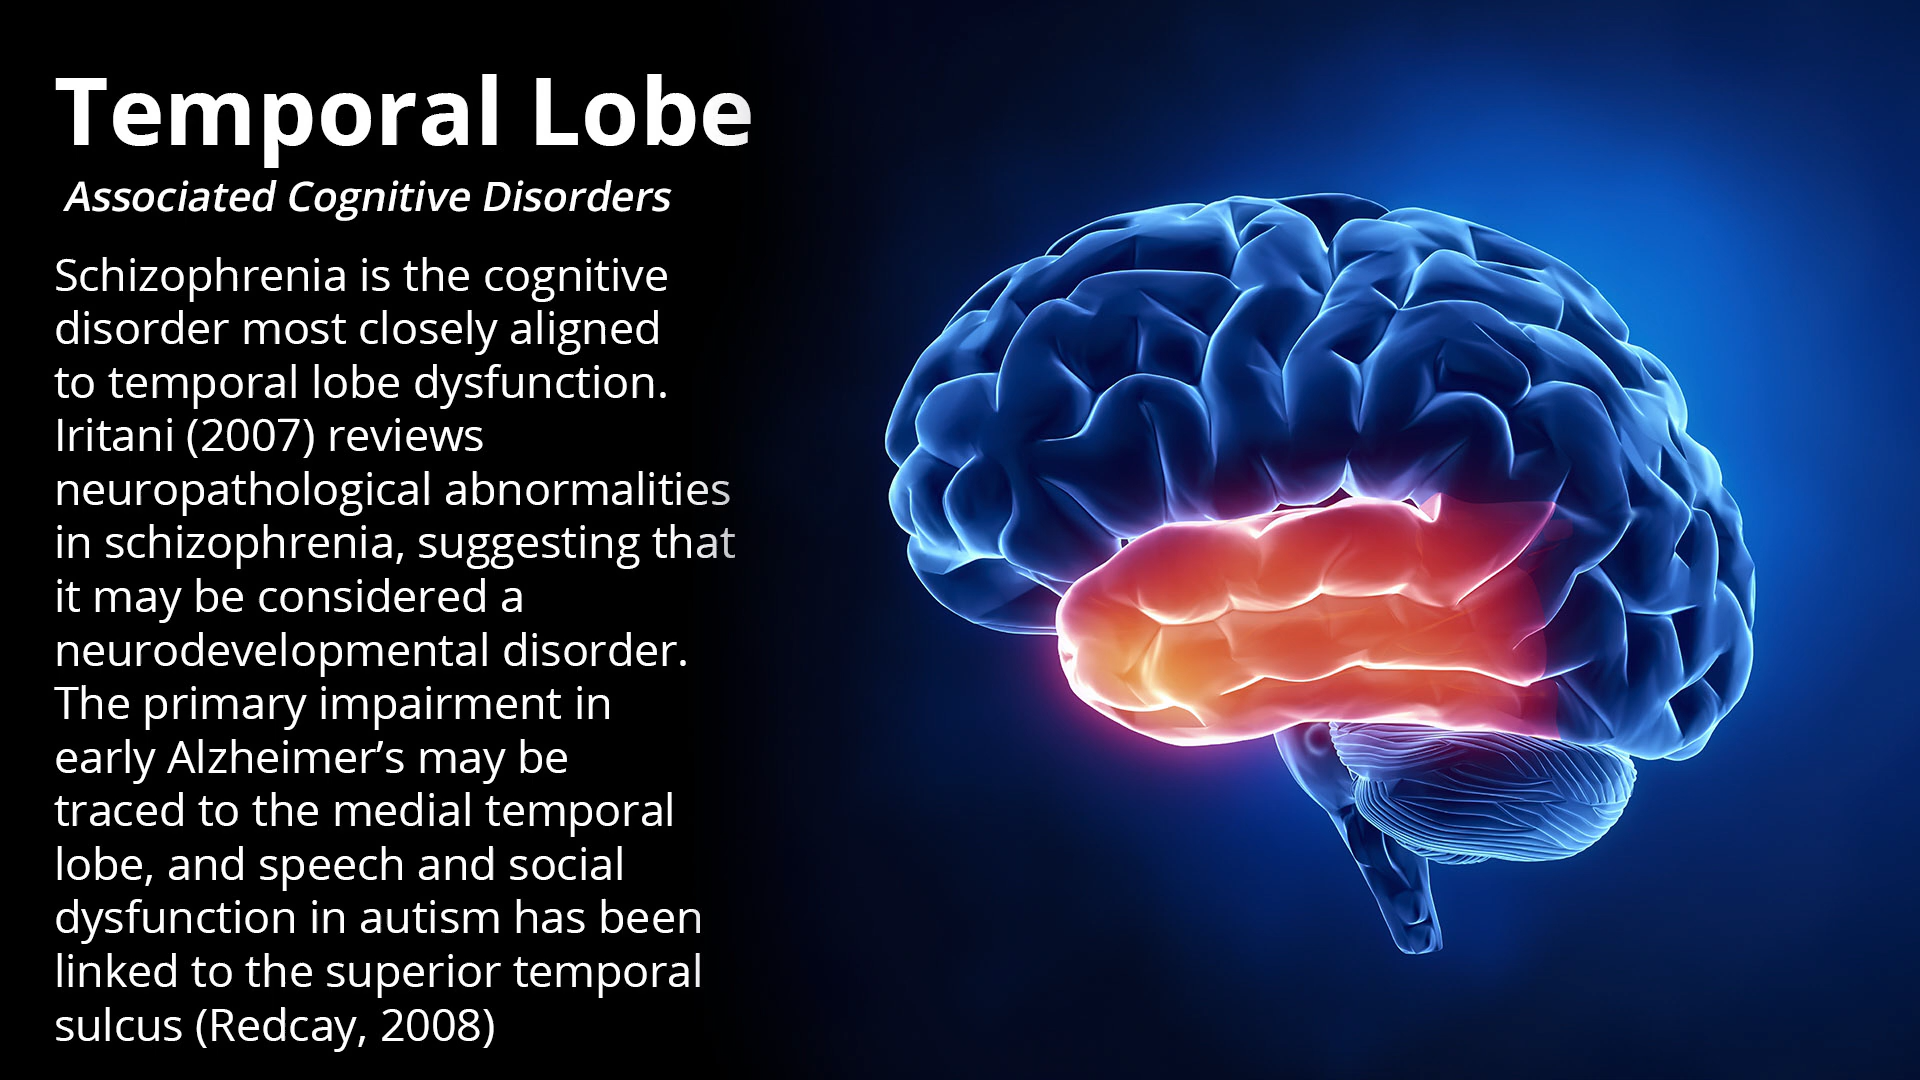 Temporal Lobe
Associated Cognitive Disorders
Schizophrenia is the cognitive
disorder most closely aligned
to temporal lobe dysfunction.
Iritani (2007) reviews
neuropathological abnormalities
in schizophrenia, suggesting that
it may be considered a
neurodevelopmental disorder.
The primary impairment in
early Alzheimer’s may be
traced to the medial temporal
lobe, and speech and social
dysfunction in autism has been
linked to the superior temporal
sulcus (Redcay, 2008)